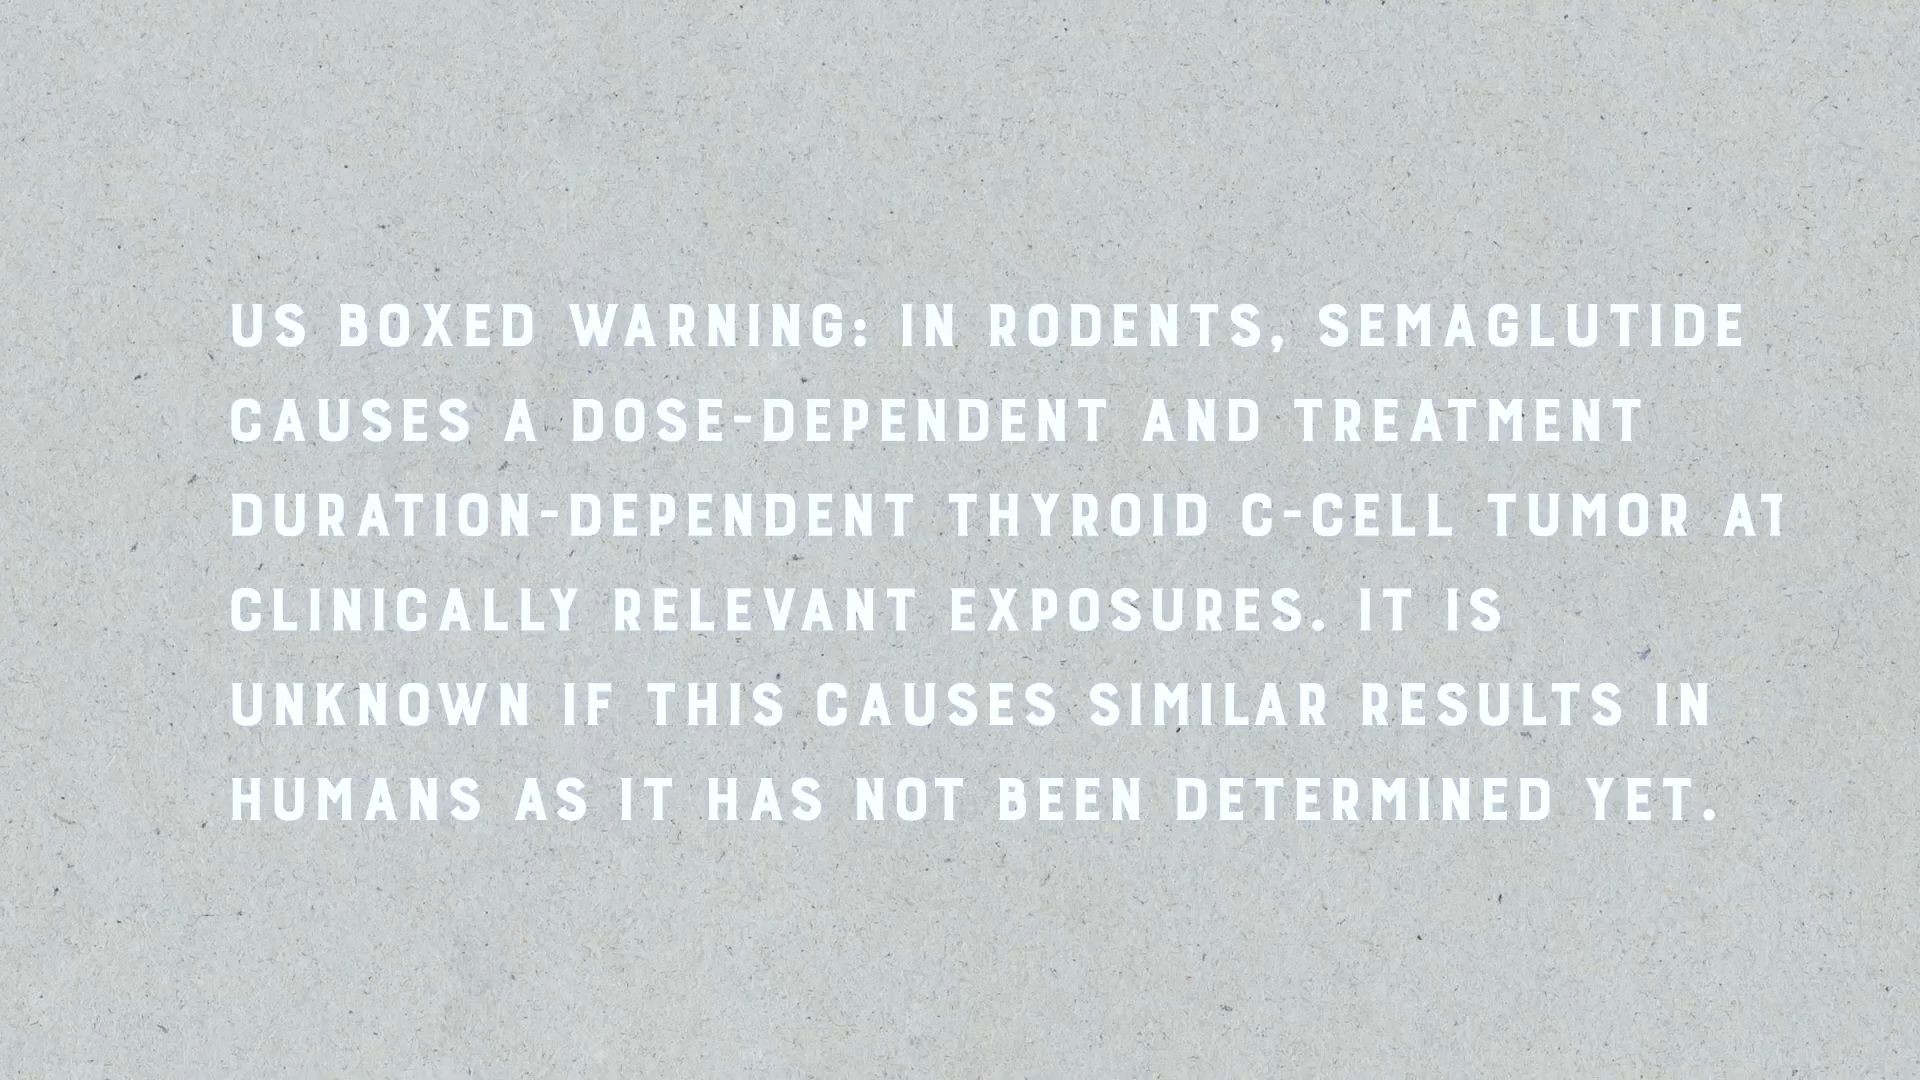 US BOXED WARNING: IN RODENTS, SEMAGLUTIDE
CAUSES A DOSE-DEPENDENT AND TREATMENT
DURATION-DEPENDENT THYROID C-CELL TUMOR AT
CLINICALLY RELEVANT EXPOSURES. IT IS
UNKNOWN IF THIS CAUSES SIMILAR RESULTS IN
HUMANS AS IT HAS NOT BEEN DETERMINED YET.